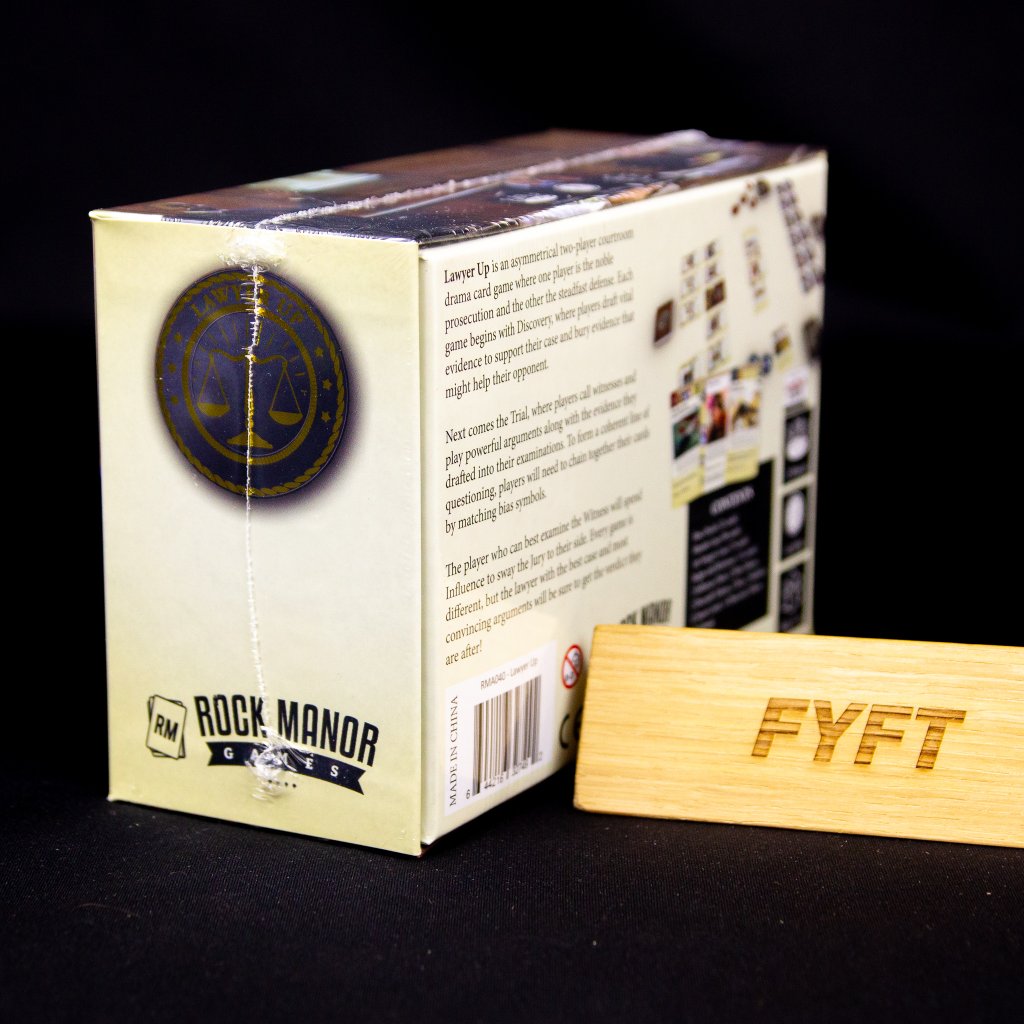 LAWYER UP
RM
ROCK MANOR
GAMES
Lawyer Up is an asymmetrical two-player courtroom
drama card game where one player is the noble
prosecution and the other the steadfast defense. Each
game begins with Discovery, where players draft vital
evidence to support their case and bury evidence that
might help their opponent.
Next comes the Trial, where players call witnesses and
play powerful arguments along with the evidence they
drafted into their examinations. To form a coherent line of
questioning, players will need to chain together their cards
by matching bias symbols.
The player who can best examine the Witness will spend
Influence to sway the Jury to their side. Every game is
different, but the lawyer with the best case and most
convincing arguments will be sure to get the verdict they
are after!
CONTENTS
ROCK MANOR
MADE IN CHINA
RMA040 - Lawyer Up
FYFT